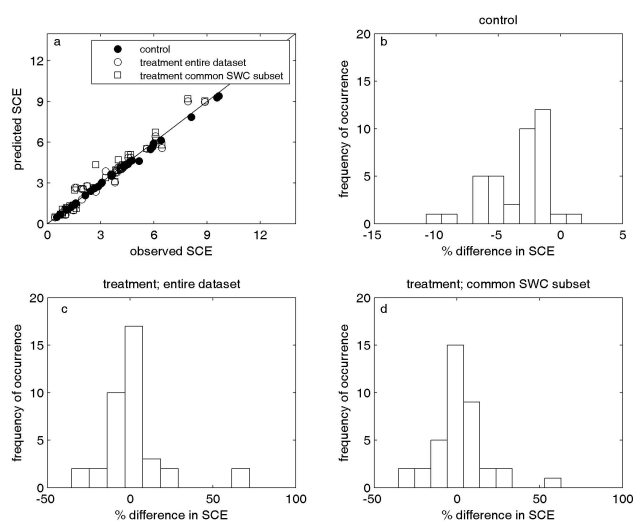 a
control
treatment entire dataset
treatment common SWC subset
predicted SCE
12
9
6
3
0
0
3
6
9
12
observed SCE
control
b
frequency of occurrence
20
15
10
5
0
-15
-10
-5
0
5
% difference in SCE
treatment; entire dataset
c
frequency of occurrence
20
15
10
5
0
-50
0
50
100
% difference in SCE
treatment; common SWC subset
d
frequency of occurrence
20
15
10
5
0
-50
0
50
100
% difference in SCE